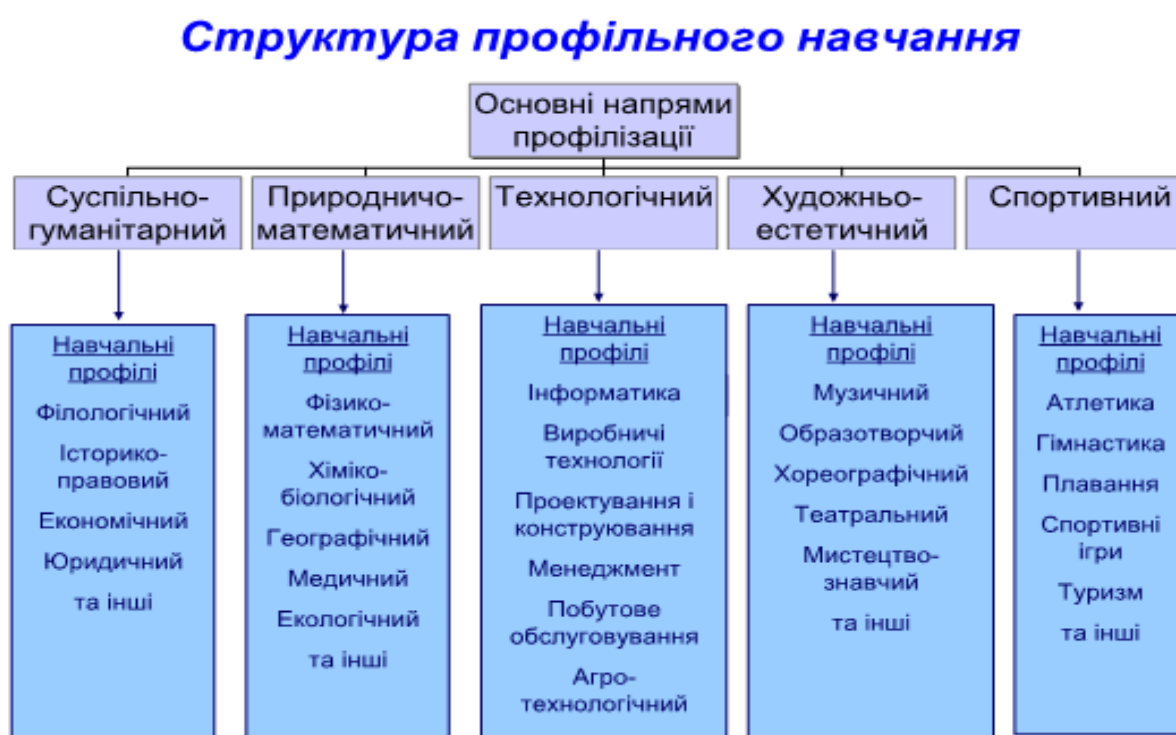 Структура профільного навчання
Основні напрями
профілізації
Суспільно-
гуманітарний
Природничо-
математичний
Технологічний
Художньо-
естетичний
Спортивний
Навчальні
профілі
Філологічний
Історико-
правовий
Економічний
Юридичний
та інші
Навчальні
профілі
Фізико-
математичний
Хіміко-
біологічний
Географічний
Медичний
Екологічний
та інші
Навчальні
профілі
Інформатика
Виробничі
технології
Проектування і
конструювання
Менеджмент
Побутове
обслуговування
Агро-
технологічний
Навчальні
профілі
Музичний
Образотворчий
Хореографічний
Театральний
Мистецтво-
знавчий
та інші
Навчальні
профілі
Атлетика
Гімнастика
Плавання
Спортивні
ігри
Туризм
та інші